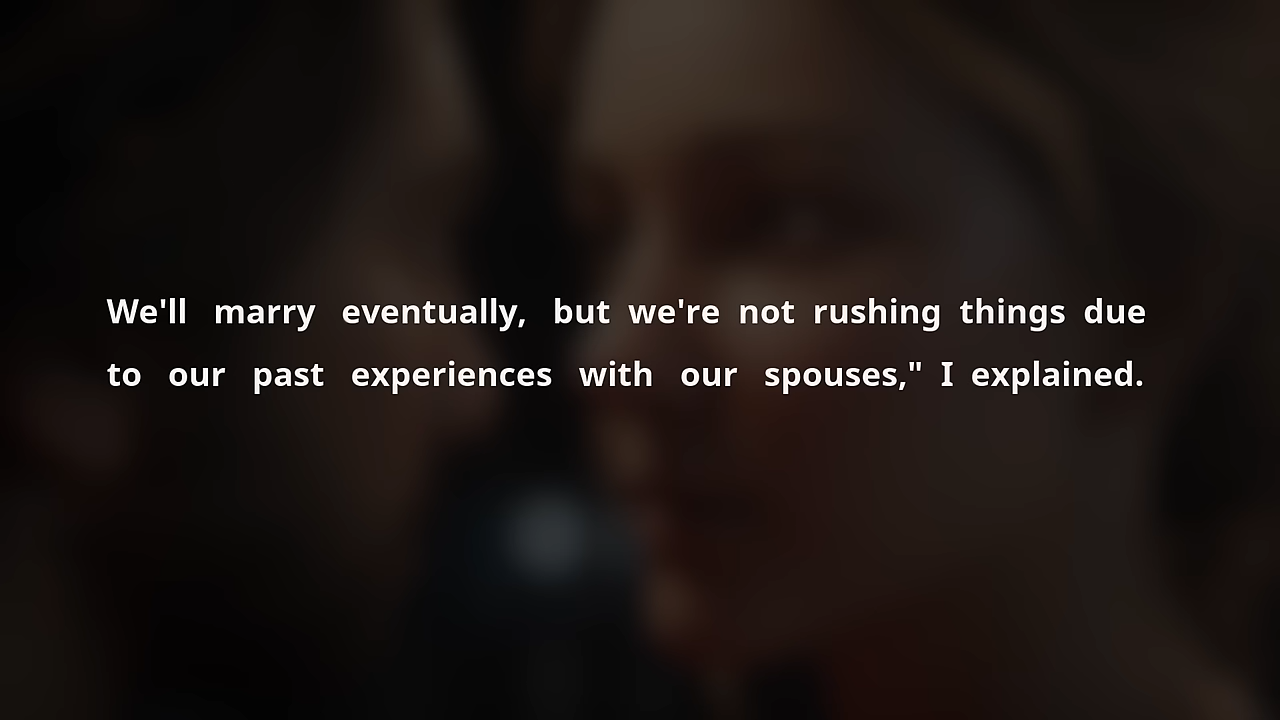 We'll marry eventually, but we're not rushing things due
to our past experiences with our spouses," I explained.